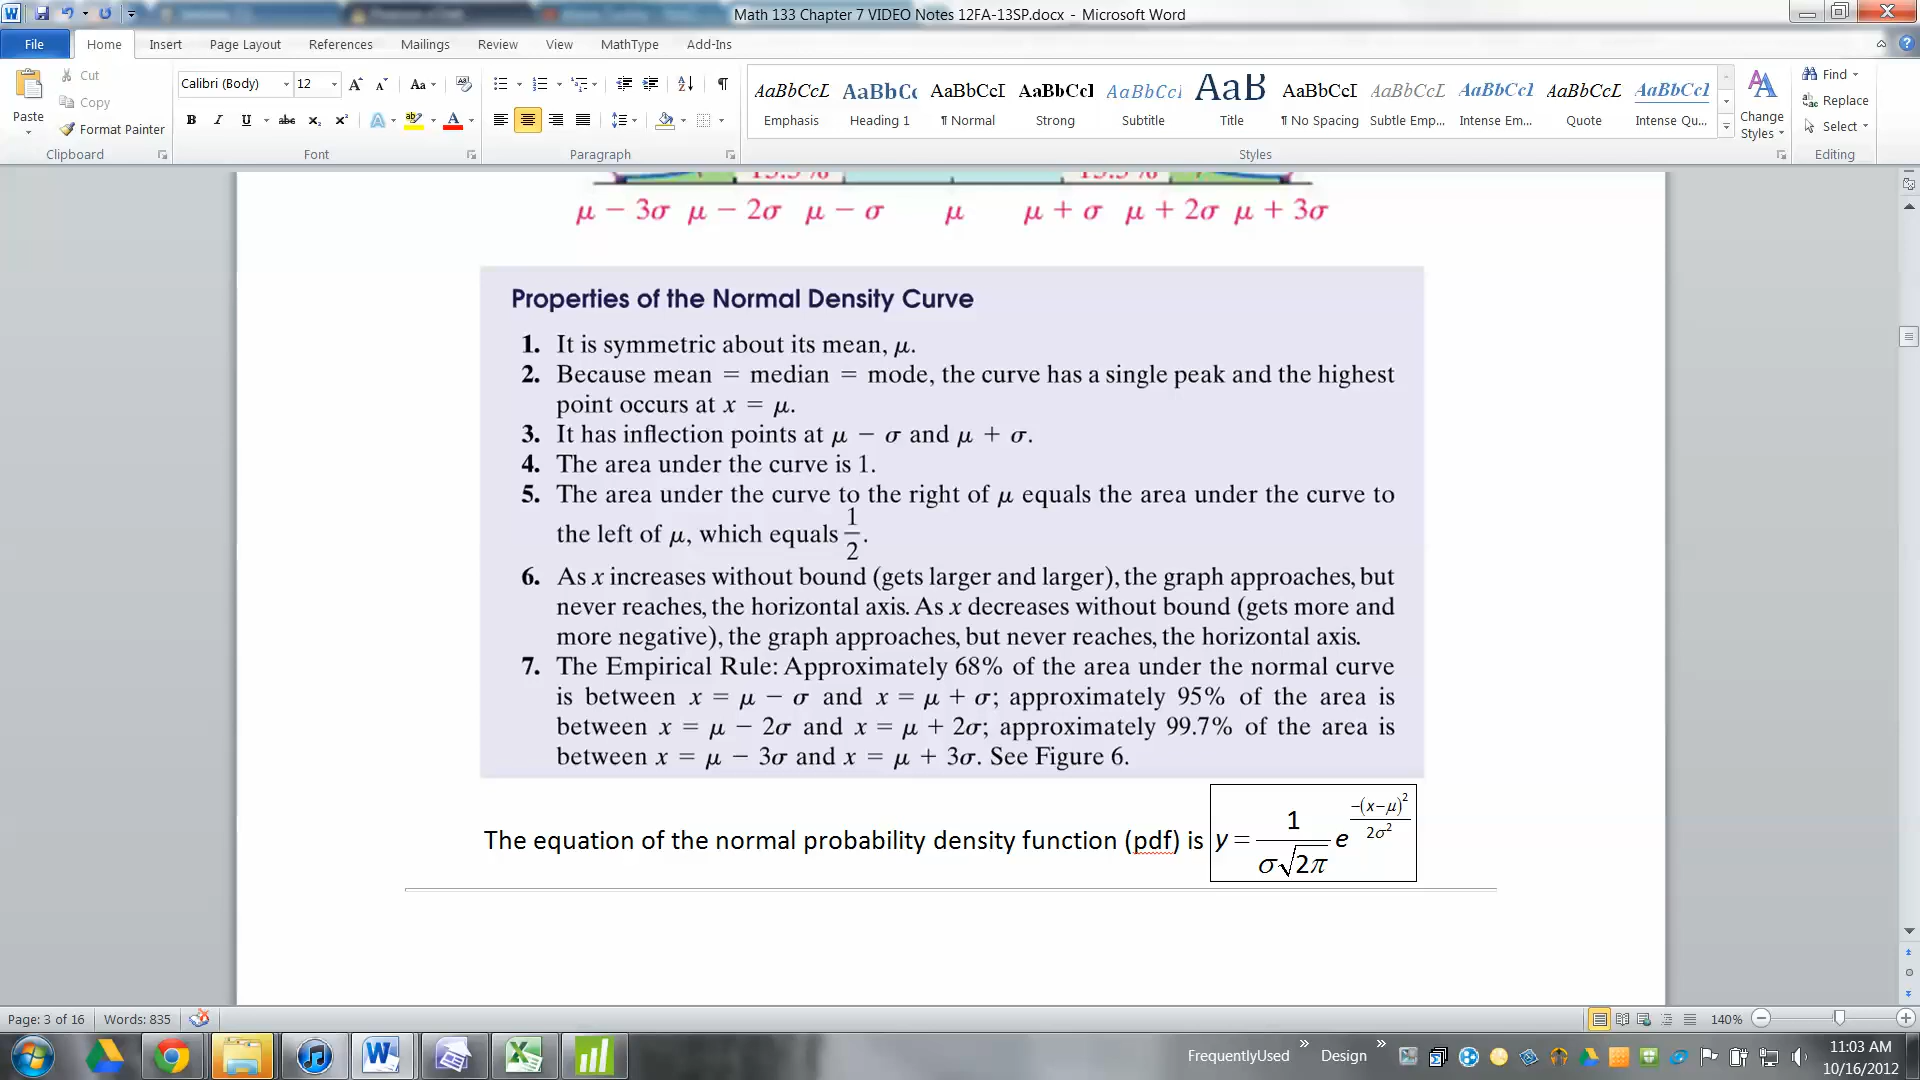 Math 133 Chapter 7 VIDEO Notes 12FA-13SP.docx - Microsoft Word
File Home Insert Page Layout References Mailings Review View MathType Add-Ins
Paste
Cut
Copy
Format Painter
Clipboard
Calibri (Body) 12
Font
Paragraph
AaBbCcL AaBbCc AaBbCcI AaBbCcI AaBbCcI AaB AaBbCcI AaBbCcL AaBbCcI AaBbCcL AaBbCcI
Emphasis Heading 1 ¶ Normal Strong Subtitle Title ¶ No Spacing Subtle Emp... Intense Em... Quote Intense Qu...
Styles
Change Styles
Find
Replace
Select
Editing
13.5% 13.5%
μ − 3σ μ − 2σ μ − σ μ μ + σ μ + 2σ μ + 3σ
Properties of the Normal Density Curve
1. It is symmetric about its mean, μ.
2. Because mean = median = mode, the curve has a single peak and the highest
point occurs at x = μ.
3. It has inflection points at μ − σ and μ + σ.
4. The area under the curve is 1.
5. The area under the curve to the right of μ equals the area under the curve to
the left of μ, which equals 1/2.
6. As x increases without bound (gets larger and larger), the graph approaches, but
never reaches, the horizontal axis. As x decreases without bound (gets more and
more negative), the graph approaches, but never reaches, the horizontal axis.
7. The Empirical Rule: Approximately 68% of the area under the normal curve
is between x = μ − σ and x = μ + σ; approximately 95% of the area is
between x = μ − 2σ and x = μ + 2σ; approximately 99.7% of the area is
between x = μ − 3σ and x = μ + 3σ. See Figure 6.
The equation of the normal probability density function (pdf) is y = 1/(σ√2π) e^(−(x−μ)²/2σ²)
Page: 3 of 16 Words: 835
140%
FrequentlyUsed » Design »
11:03 AM
10/16/2012